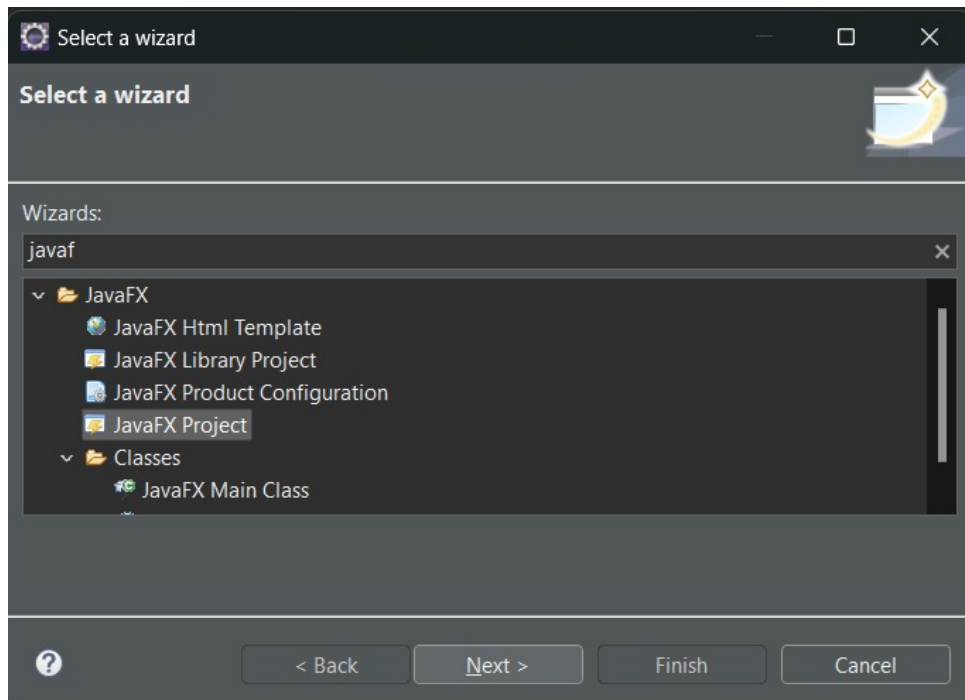 Select a wizard
Select a wizard
Wizards:
javaf
JavaFX
JavaFX Html Template
JavaFX Library Project
JavaFX Product Configuration
JavaFX Project
Classes
JavaFX Main Class
< Back Next > Finish Cancel